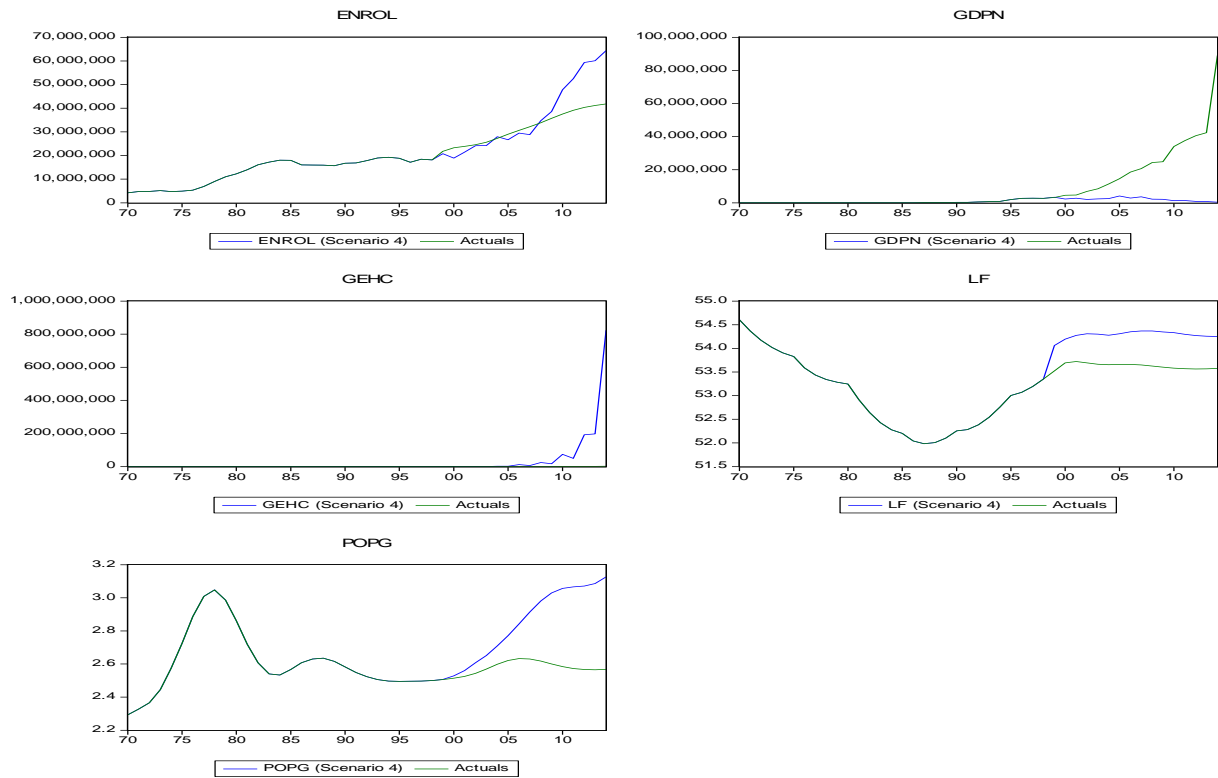 ENROL
70,000,000
60,000,000
50,000,000
40,000,000
30,000,000
20,000,000
10,000,000
0
70 75 80 85 90 95 00 05 10
ENROL (Scenario 4) Actuals
GDPN
100,000,000
80,000,000
60,000,000
40,000,000
20,000,000
0
70 75 80 85 90 95 00 05 10
GDPN (Scenario 4) Actuals
GEHC
1,000,000,000
800,000,000
600,000,000
400,000,000
200,000,000
0
70 75 80 85 90 95 00 05 10
GEHC (Scenario 4) Actuals
LF
55.0
54.5
54.0
53.5
53.0
52.5
52.0
51.5
70 75 80 85 90 95 00 05 10
LF (Scenario 4) Actuals
POPG
3.2
3.0
2.8
2.6
2.4
2.2
70 75 80 85 90 95 00 05 10
POPG (Scenario 4) Actuals